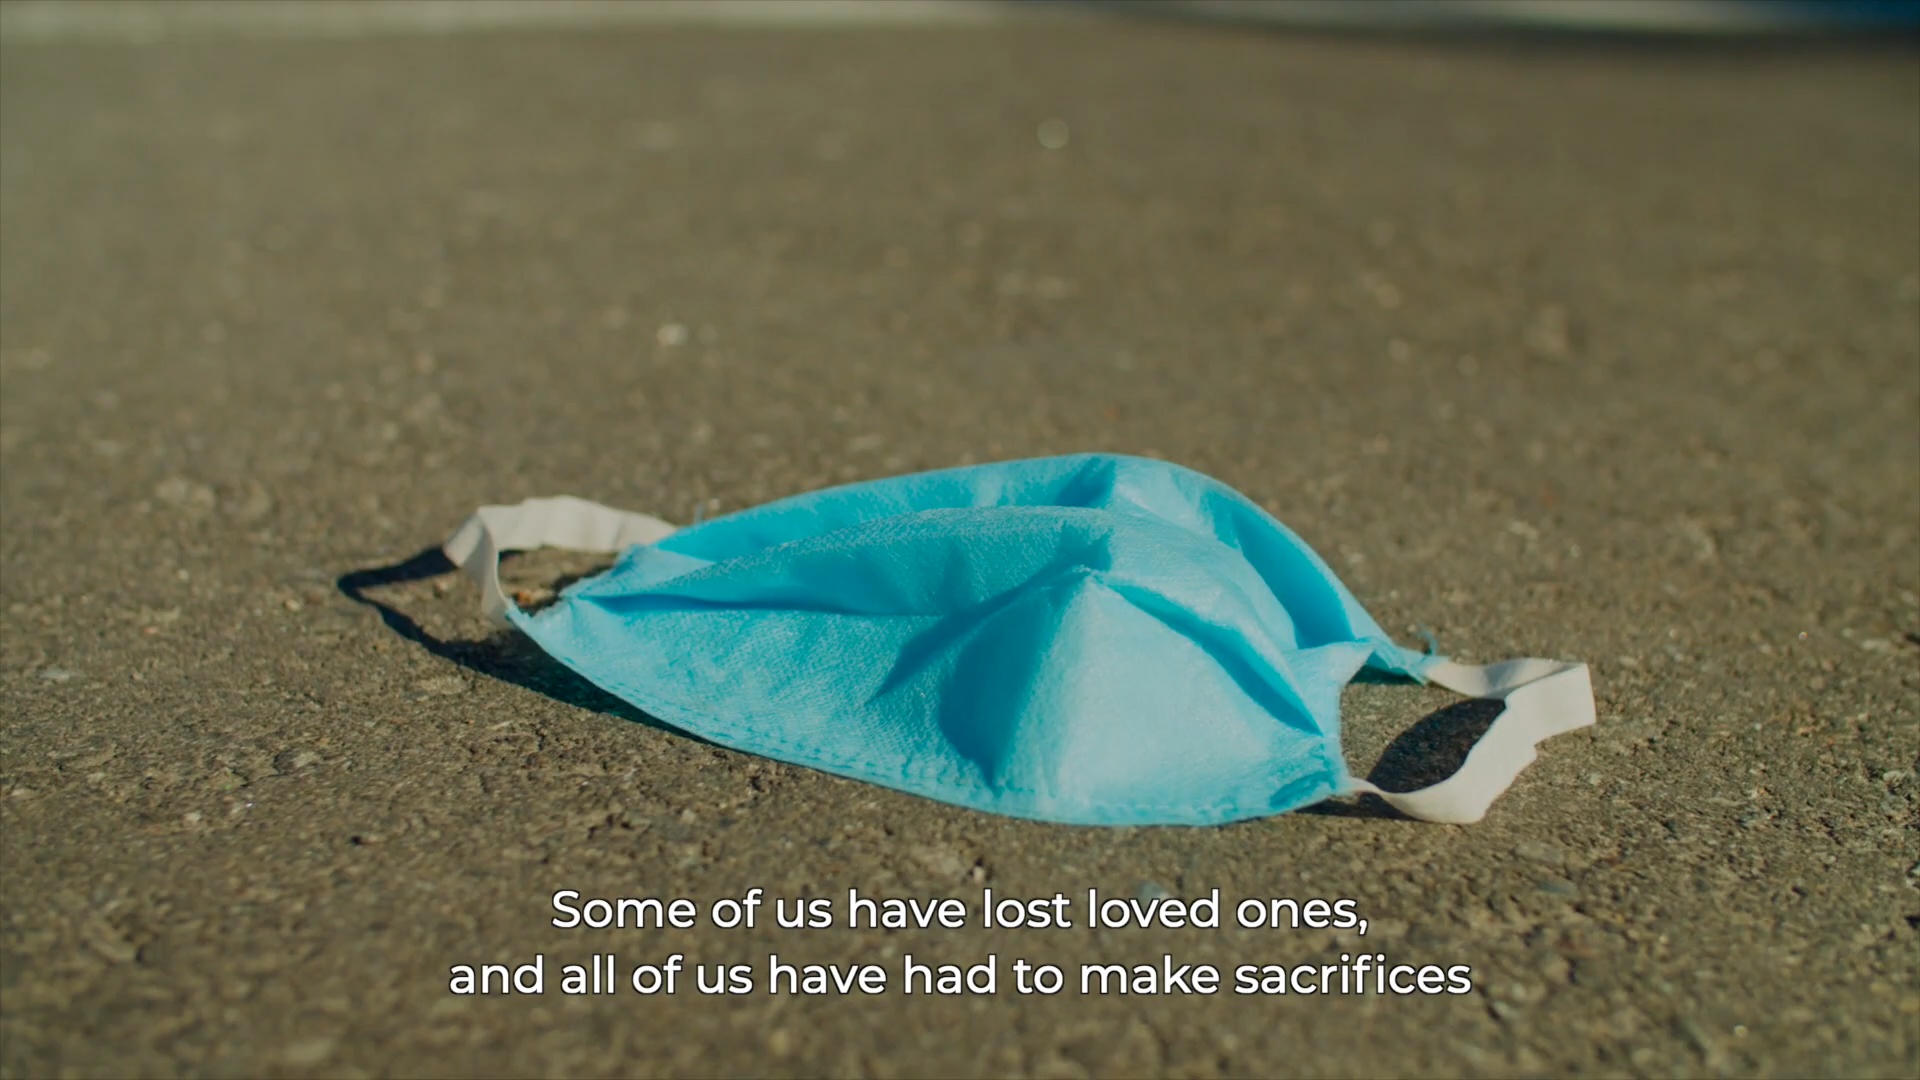 Some of us have lost loved ones,
and all of us have had to make sacrifices